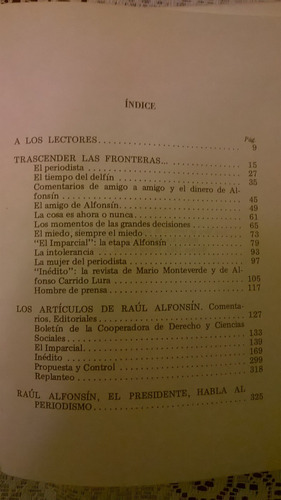 ÍNDICE
Pág.
A LOS LECTORES 9
TRASCENDER LAS FRONTERAS...
El periodista 15
El tiempo del delfín 27
Comentarios de amigo a amigo y el dinero de Al-
fonsín 35
El amigo de Alfonsín 45
La cosa es ahora o nunca 49
Los momentos de las grandes decisiones 61
El miedo, siempre el miedo 65
"El Imparcial": la etapa Alfonsín 73
La intolerancia 79
La mujer del periodista 93
"Inédito": la revista de Mario Monteverde y de Al- 97
fonso Carrido Lura 105
Hombre de prensa 117
LOS ARTÍCULOS DE RAÚL ALFONSÍN. Comenta-
rios. Editoriales 127
Boletín de la Cooperadora de Derecho y Ciencias
Sociales 133
El Imparcial 139
Inédito 169
Propuesta y Control 299
Replanteo 318
RAÚL ALFONSÍN, EL PRESIDENTE, HABLA AL
PERIODISMO 325